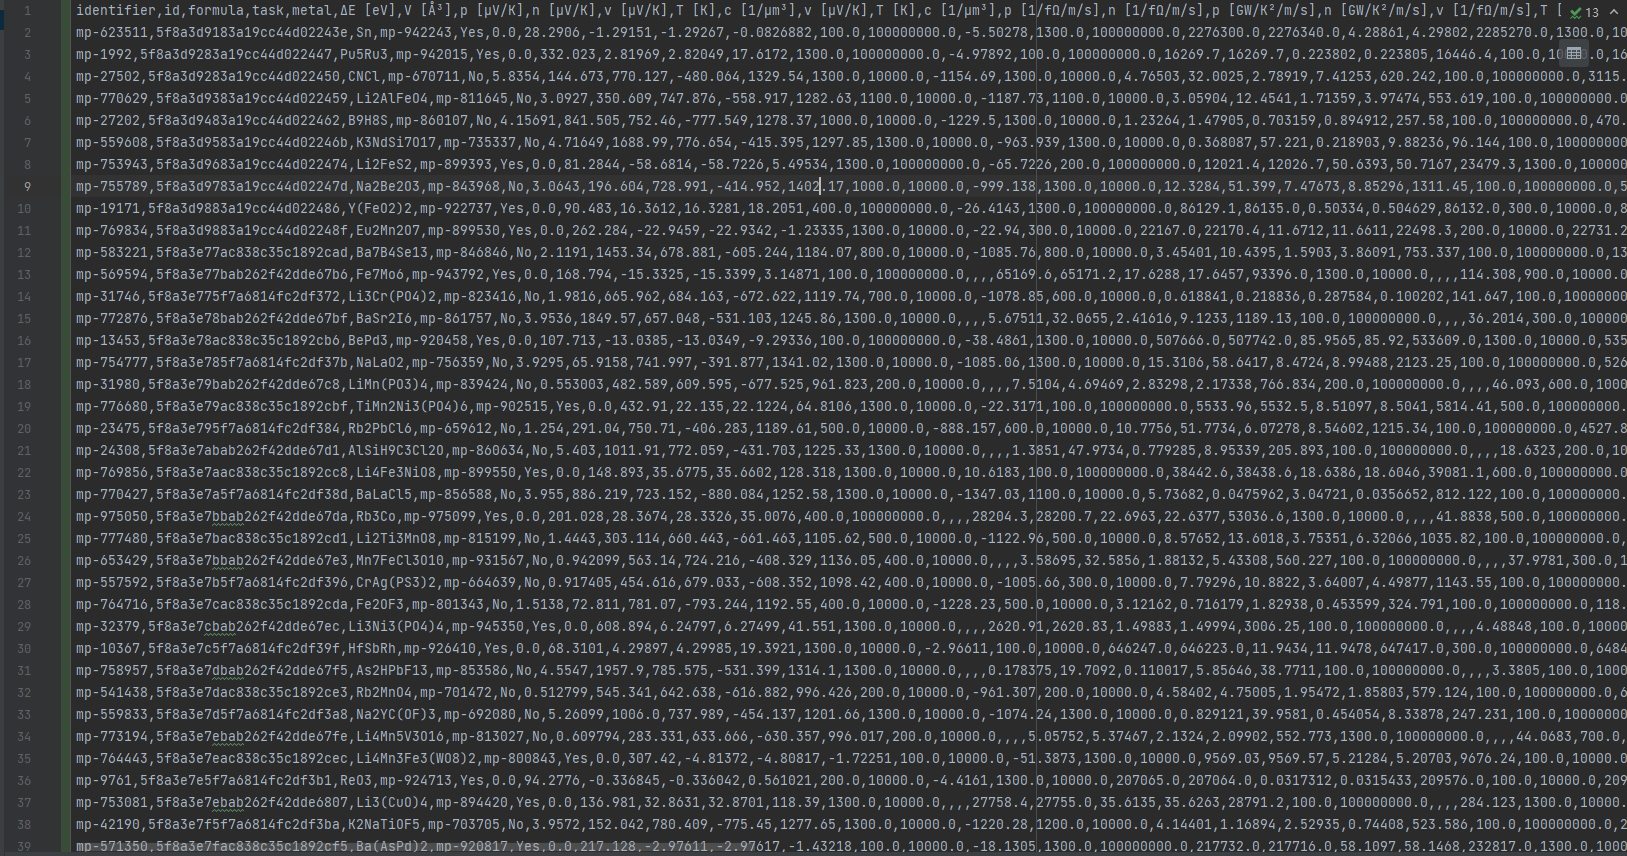 1 identifier,id,formula,task,metal,ΔE [eV],V [Å³],p [µV/K],n [µV/K],v [µV/K],T [K],c [1/µm³],v [µV/K],T [K],c [1/µm³],p [1/fΩ/m/s],n [1/fΩ/m/s],p [GW/K²/m/s],n [GW/K²/m/s],v [1/fΩ/m/s],T [ 13
2 mp-623511,5f8a3d9183a19cc44d02243e,Sn,mp-942243,Yes,0.0,28.2906,-1.29151,-1.29267,-0.0826882,100.0,100000000.0,-5.50278,1300.0,100000000.0,2276300.0,2276340.0,4.28861,4.29802,2285270.0,1300.0,10
3 mp-1992,5f8a3d9283a19cc44d022447,Pu5Ru3,mp-942015,Yes,0.0,332.023,2.81969,2.82049,17.6172,1300.0,100000000.0,-4.97892,100.0,100000000.0,16269.7,16269.7,0.223802,0.223805,16446.4,100.0,10
4 mp-27502,5f8a3d9283a19cc44d022450,CNCl,mp-670711,No,5.8354,144.673,770.127,-480.064,1329.54,1300.0,10000.0,-1154.69,1300.0,10000.0,4.76503,32.0025,2.78919,7.41253,620.242,100.0,100000000.0,3115.
5 mp-770629,5f8a3d9383a19cc44d022459,Li2AlFeO4,mp-811645,No,3.0927,350.609,747.876,-558.917,1282.63,1100.0,10000.0,-1187.73,1100.0,10000.0,3.05904,12.4541,1.71359,3.97474,553.619,100.0,100000000.
6 mp-27202,5f8a3d9483a19cc44d022462,B9H8S,mp-860107,No,4.15691,841.505,752.46,-777.549,1278.37,1000.0,10000.0,-1229.5,1300.0,10000.0,1.23264,1.47905,0.703159,0.894912,257.58,100.0,100000000.0,470.
7 mp-559608,5f8a3d9583a19cc44d02246b,K3NdSi7O17,mp-735337,No,4.71649,1688.99,776.654,-415.395,1297.85,1300.0,10000.0,-963.939,1300.0,10000.0,0.368087,57.221,0.218903,9.88236,96.144,100.0,100000000.0
8 mp-753943,5f8a3d9683a19cc44d022474,Li2FeS2,mp-899393,Yes,0.0,81.2844,-58.6814,-58.7226,5.49534,1300.0,100000000.0,-65.7226,200.0,100000000.0,12021.4,12026.7,50.6393,50.7167,23479.3,1300.0,100000
9 mp-755789,5f8a3d9783a19cc44d02247d,Na2Be2O3,mp-843968,No,3.0643,196.604,728.991,-414.952,1402.17,1000.0,10000.0,-999.138,1300.0,10000.0,12.3284,51.399,7.47673,8.85296,1311.45,100.0,100000000.0,5
10 mp-19171,5f8a3d9883a19cc44d022486,Y(FeO2)2,mp-922737,Yes,0.0,90.483,16.3612,16.3281,18.2051,400.0,100000000.0,-26.4143,1300.0,100000000.0,86129.1,86135.0,0.50334,0.504629,86132.0,300.0,10000.0,8
11 mp-769834,5f8a3d9883a19cc44d02248f,Eu2Mn2O7,mp-899530,Yes,0.0,262.284,-22.9459,-22.9342,-1.23335,1300.0,10000.0,-22.94,300.0,10000.0,22167.0,22170.4,11.6712,11.6611,22498.3,200.0,10000.0,22731.2
12 mp-583221,5f8a3e77ac838c35c1892cad,Ba7B4Se13,mp-846846,No,2.1191,1453.34,678.881,-605.244,1184.07,800.0,10000.0,-1085.76,800.0,10000.0,3.45401,10.4395,1.5903,3.86091,753.337,100.0,100000000.0,13
13 mp-569594,5f8a3e77bab262f42dde67b6,Fe7Mo6,mp-943792,Yes,0.0,168.794,-15.3325,-15.3399,3.14871,100.0,100000000.0,,,,65169.6,65171.2,17.6288,17.6457,93396.0,1300.0,10000.0,,,,114.308,900.0,10000.0
14 mp-31746,5f8a3e775f7a6814fc2df372,Li3Cr(PO4)2,mp-823416,No,1.9816,665.962,684.163,-672.622,1119.74,700.0,10000.0,-1078.85,600.0,10000.0,0.618841,0.218836,0.287584,0.100202,141.647,100.0,10000000
15 mp-772876,5f8a3e78bab262f42dde67bf,BaSr2I6,mp-861757,No,3.9536,1849.57,657.048,-531.103,1245.86,1300.0,10000.0,,,,5.67511,32.0655,2.41616,9.1233,1189.13,100.0,100000000.0,,,,36.2014,300.0,100000
16 mp-13453,5f8a3e78ac838c35c1892cb6,BePd3,mp-920458,Yes,0.0,107.713,-13.0385,-13.0349,-9.29336,100.0,100000000.0,-38.4861,1300.0,10000.0,507666.0,507742.0,85.9565,85.92,533609.0,1300.0,10000.0,535
17 mp-754777,5f8a3e785f7a6814fc2df37b,NaLaO2,mp-756359,No,3.9295,65.9158,741.997,-391.877,1341.02,1300.0,10000.0,-1085.06,1300.0,10000.0,15.3106,58.6417,8.4724,8.99488,2123.25,100.0,100000000.0,526
18 mp-31980,5f8a3e79bab262f42dde67c8,LiMn(PO3)4,mp-839424,No,0.553003,482.589,609.595,-677.525,961.823,200.0,10000.0,,,,7.5104,4.69469,2.83298,2.17338,766.834,200.0,100000000.0,,,,46.093,600.0,1000
19 mp-776680,5f8a3e79ac838c35c1892cbf,TiMn2Ni3(PO4)6,mp-902515,Yes,0.0,432.91,22.135,22.1224,64.8106,1300.0,10000.0,-22.3171,100.0,100000000.0,5533.96,5532.5,8.51097,8.5041,5814.41,500.0,100000000.
20 mp-23475,5f8a3e795f7a6814fc2df384,Rb2PbCl6,mp-659612,No,1.254,291.04,750.71,-406.283,1189.61,500.0,10000.0,-888.157,600.0,10000.0,10.7756,51.7734,6.07278,8.54602,1215.34,100.0,100000000.0,4527.8
21 mp-24308,5f8a3e7abab262f42dde67d1,AlSiH9C3Cl2O,mp-860634,No,5.403,1011.91,772.059,-431.703,1225.33,1300.0,10000.0,,,,1.3851,47.9734,0.779285,8.95339,205.893,100.0,100000000.0,,,,18.6323,200.0,10
22 mp-769856,5f8a3e7aac838c35c1892cc8,Li4Fe3NiO8,mp-899550,Yes,0.0,148.893,35.6775,35.6602,128.318,1300.0,10000.0,10.6183,100.0,100000000.0,38442.6,38438.6,18.6386,18.6046,39081.1,600.0,100000000.0
23 mp-770427,5f8a3e7a5f7a6814fc2df38d,BaLaCl5,mp-856588,No,3.955,886.219,723.152,-880.084,1252.58,1300.0,10000.0,-1347.03,1100.0,10000.0,5.73682,0.0475962,3.04721,0.0356652,812.122,100.0,100000000.
24 mp-975050,5f8a3e7bbab262f42dde67da,Rb3Co,mp-975099,Yes,0.0,201.028,28.3674,28.3326,35.0076,400.0,100000000.0,,,,28204.3,28200.7,22.6963,22.6377,53036.6,1300.0,10000.0,,,,41.8838,500.0,100000000.
25 mp-777480,5f8a3e7bac838c35c1892cd1,Li2Ti3MnO8,mp-815199,No,1.4443,303.114,660.443,-661.463,1105.62,500.0,10000.0,-1122.96,500.0,10000.0,8.57652,13.6018,3.75351,6.32066,1035.82,100.0,100000000.0,
26 mp-653429,5f8a3e7bbab262f42dde67e3,Mn7FeCl3O10,mp-931567,No,0.942099,563.14,724.216,-408.329,1136.05,400.0,10000.0,,,,3.58695,32.5856,1.88132,5.43308,560.227,100.0,100000000.0,,,,37.9781,300.0,1
27 mp-557592,5f8a3e7b5f7a6814fc2df396,CrAg(PS3)2,mp-664639,No,0.917405,454.616,679.033,-608.352,1098.42,400.0,10000.0,-1005.66,300.0,10000.0,7.79296,10.8822,3.64007,4.49877,1143.55,100.0,100000000.0
28 mp-764716,5f8a3e7cac838c35c1892cda,Fe2OF3,mp-801343,No,1.5138,72.811,781.07,-793.244,1192.55,400.0,10000.0,-1228.23,500.0,10000.0,3.12162,0.716179,1.82938,0.453599,324.791,100.0,100000000.0,118.
29 mp-32379,5f8a3e7cbab262f42dde67ec,Li3Ni3(PO4)4,mp-945350,Yes,0.0,608.894,6.24797,6.27499,41.551,1300.0,10000.0,,,,2620.91,2620.83,1.49883,1.49994,3006.25,100.0,10000000.0,,,,4.48848,100.0,10000
30 mp-10367,5f8a3e7c5f7a6814fc2df39f,HfSbRh,mp-926410,Yes,0.0,68.3101,4.29897,4.29985,19.3921,1300.0,10000.0,-2.96611,100.0,10000.0,646247.0,646223.0,11.9434,11.9478,647417.0,300.0,100000000.0,6484
31 mp-758957,5f8a3e7dbab262f42dde67f5,As2HPbF13,mp-853586,No,4.5547,1957.9,785.575,-531.399,1314.1,1300.0,10000.0,,,,0.178375,19.7092,0.110017,5.85646,38.7711,100.0,100000000.0,,,,3.3805,100.0,1000
32 mp-541438,5f8a3e7dac838c35c1892ce3,Rb2MnO4,mp-701472,No,0.512799,545.341,642.638,-616.882,996.426,200.0,10000.0,-961.307,200.0,10000.0,4.58402,4.75005,1.95472,1.85803,579.124,100.0,100000000.0,6
33 mp-559833,5f8a3e7d5f7a6814fc2df3a8,Na2YC(OF)3,mp-692080,No,5.26099,1006.0,737.989,-454.137,1201.66,1300.0,10000.0,-1074.24,1300.0,10000.0,0.829121,39.9581,0.454054,8.33878,247.231,100.0,1000000
34 mp-773194,5f8a3e7ebab262f42dde67fe,Li4Mn5V3O16,mp-813027,No,0.609794,283.331,633.666,-630.357,996.017,200.0,10000.0,,,,5.05752,5.37467,2.1324,2.09902,552.773,1300.0,100000000.0,,,,44.0683,700.0,
35 mp-764443,5f8a3e7eac838c35c1892cec,Li4Mn3Fe3(WO8)2,mp-800843,Yes,0.0,307.42,-4.81372,-4.80817,-1.72251,100.0,10000.0,-51.3873,1300.0,10000.0,9569.03,9569.57,5.21284,5.20703,9676.24,100.0,10000.0
36 mp-9761,5f8a3e7e5f7a6814fc2df3b1,ReO3,mp-924713,Yes,0.0,94.2776,-0.336845,-0.336042,0.561021,200.0,10000.0,-4.4161,1300.0,10000.0,207065.0,207064.0,0.0317312,0.0315433,209576.0,100.0,10000.0,209
37 mp-753081,5f8a3e7ebab262f42dde6807,Li3(CuO)4,mp-894420,Yes,0.0,136.981,32.8631,32.8701,118.39,1300.0,10000.0,,,,27758.4,27755.0,35.6135,35.6263,28791.2,100.0,100000000.0,,,,284.123,1300.0,10000.
38 mp-42190,5f8a3e7f5f7a6814fc2df3ba,K2NaTiOF5,mp-703705,No,3.9572,152.042,780.409,-775.45,1277.65,1300.0,10000.0,-1220.28,1200.0,10000.0,4.14401,1.16894,2.52935,0.74408,523.586,100.0,100000000.0,2
39 mp-571350,5f8a3e7fac838c35c1892cf5,Ba(AsPd)2,mp-920817,Yes,0.0,217.128,-2.97611,-2.97617,-1.43218,100.0,10000.0,-18.1305,1300.0,100000000.0,217732.0,217716.0,58.1097,58.1468,232817.0,1300.0,1000